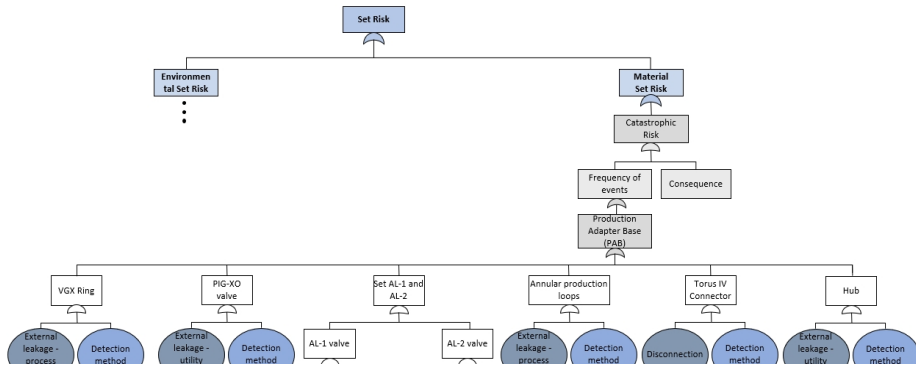 Set Risk
Environmen
tal Set Risk
Material
Set Risk
Catastrophic
Risk
Frequency of
events
Consequence
Production
Adapter Base
(PAB)
VGX Ring
PIG-XO
valve
Set AL-1 and
AL-2
Annular production
loops
Torus IV
Connector
Hub
External
leakage -
process
Detection
method
External
leakage -
utility
Detection
method
AL-1 valve
AL-2 valve
External
leakage -
process
Detection
method
Disconnection
Detection
method
External
leakage -
utility
Detection
method